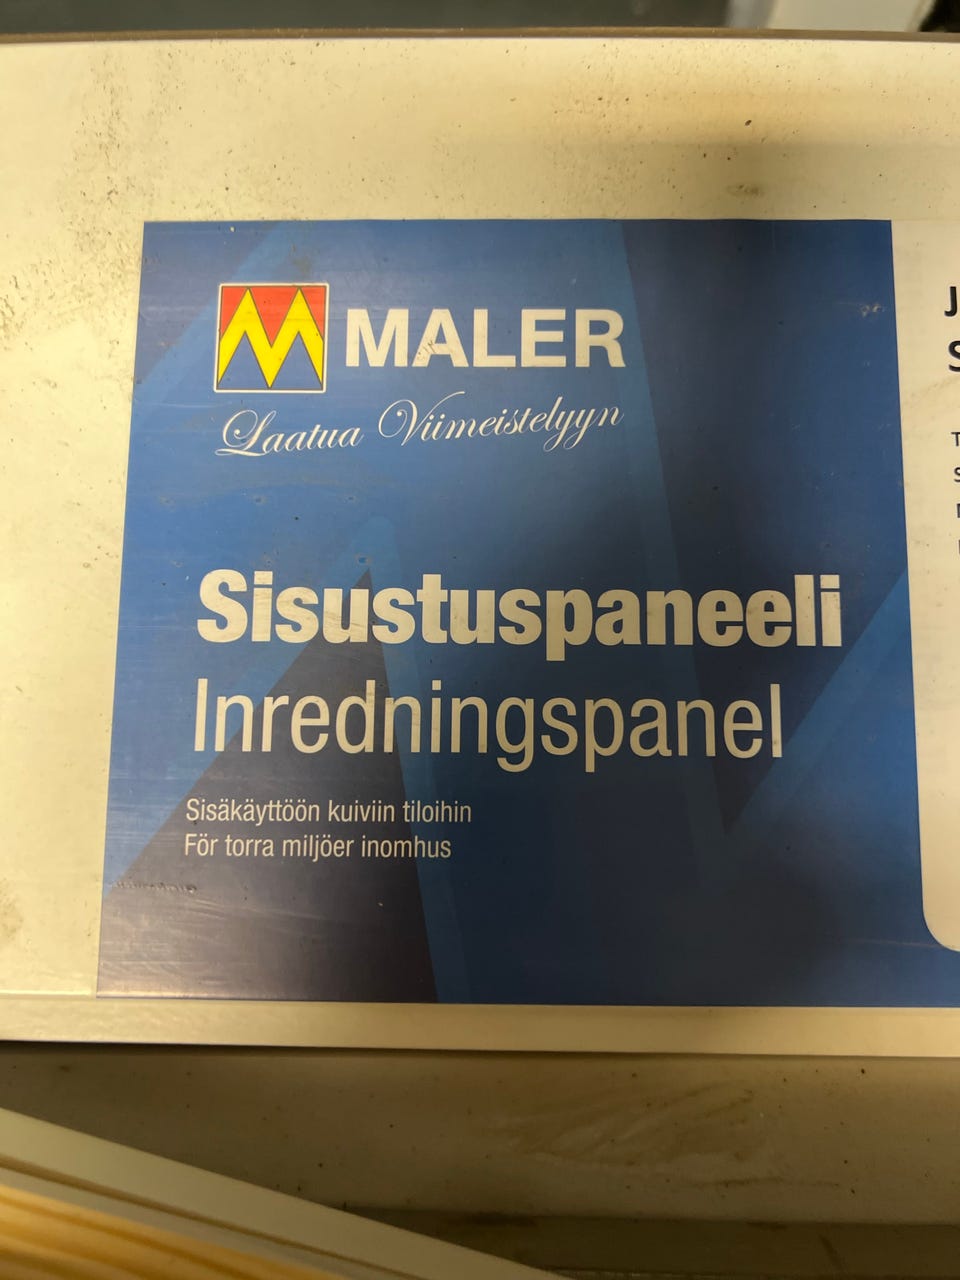 MALER
Laatua Viimeistelyyn
Sisustuspaneeli
Inredningspanel
Sisäkäyttöön kuiviin tiloihin
För torra miljöer inomhus